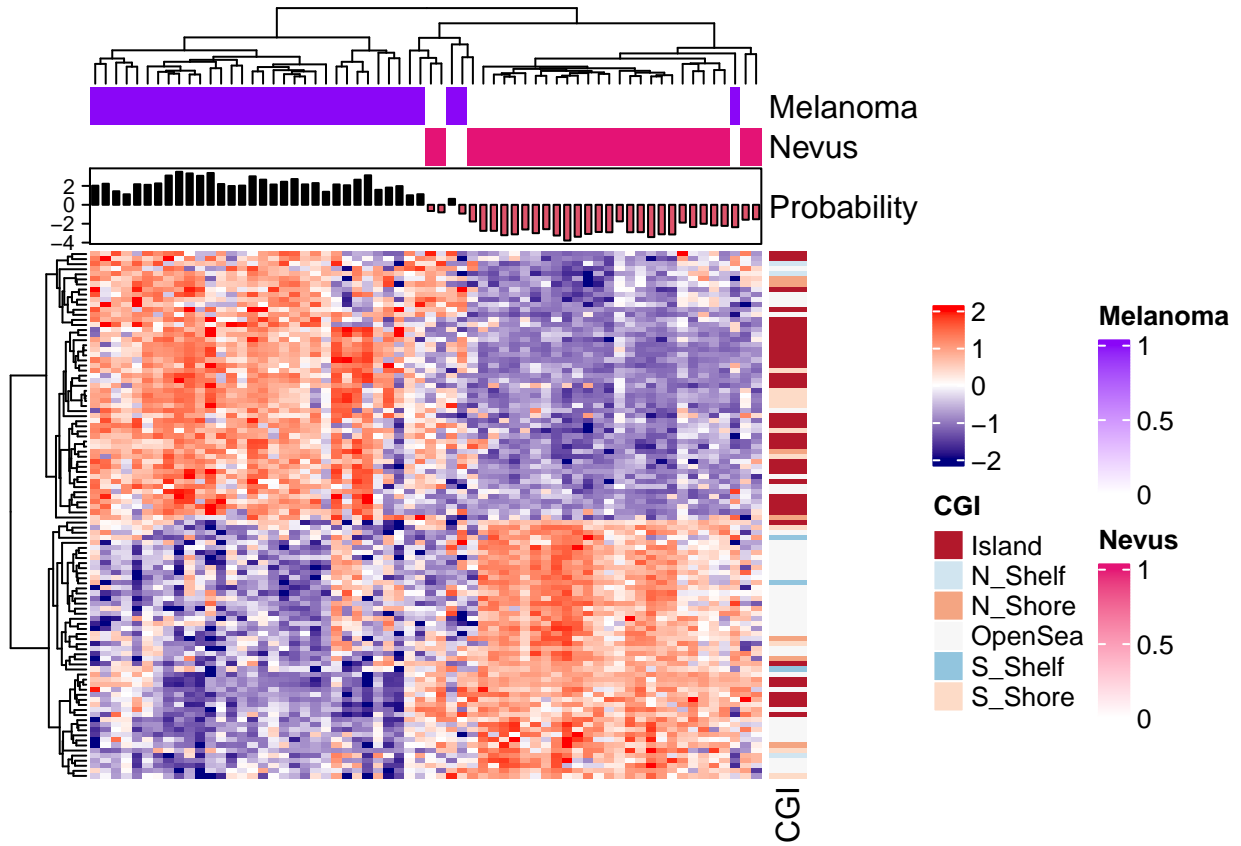 Melanoma
Nevus
2
0
−2
−4
Probability
CGI
2
1
0
−1
−2
CGI
Island
N_Shelf
N_Shore
OpenSea
S_Shelf
S_Shore
Melanoma
1
0.5
0
Nevus
1
0.5
0